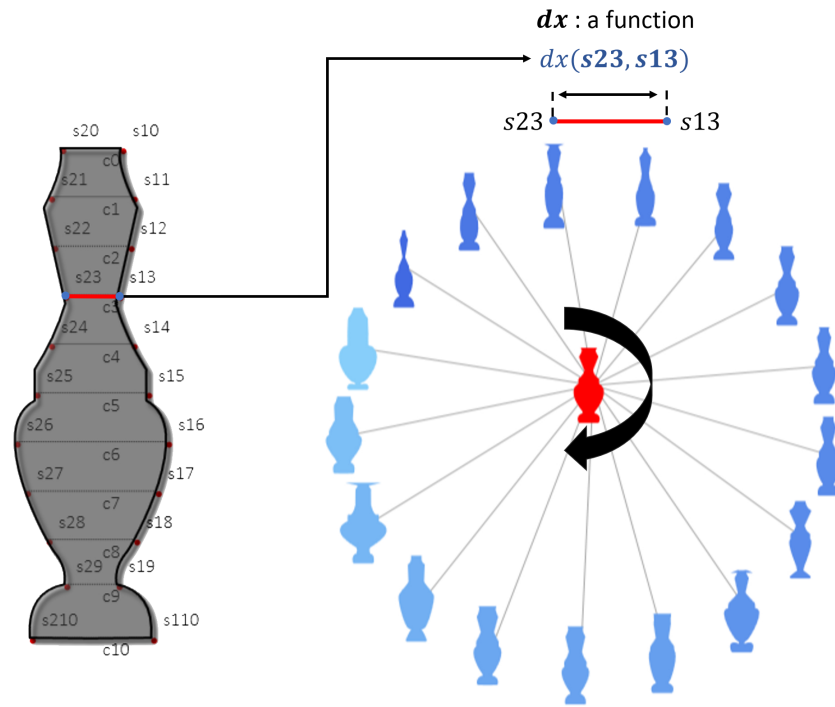 dx : a function
dx(s23, s13)
s23 s13
s20 s10
c0
s21 s11
c1
s22 s12
c2
s23 s13
c3
s24 s14
c4
s25 s15
c5
s26 s16
c6
s27 s17
c7
s28 s18
c8
s29 s19
c9
s210 s110
c10